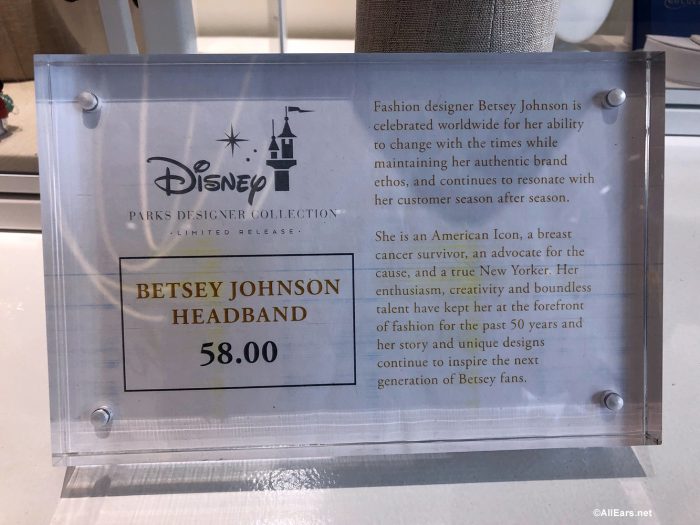 Disney
PARKS DESIGNER COLLECTION
· LIMITED RELEASE ·
BETSEY JOHNSON
HEADBAND
58.00
Fashion designer Betsey Johnson is
celebrated worldwide for her ability
to change with the times while
maintaining her authentic brand
ethos, and continues to resonate with
her customer season after season.
She is an American Icon, a breast
cancer survivor, an advocate for the
cause, and a true New Yorker. Her
enthusiasm, creativity and boundless
talent have kept her at the forefront
of fashion for the past 50 years and
her story and unique designs
continue to inspire the next
generation of Betsey fans.
©AllEars.net